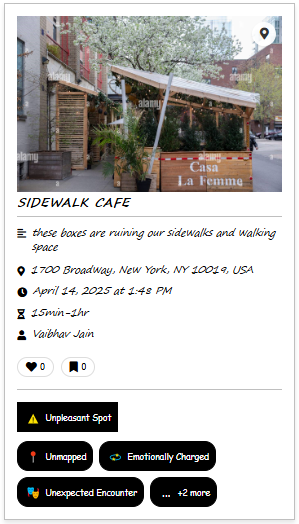 alamy
alamy
alamy
alamy
Casa
La Femme
SIDEWALK CAFE
these boxes are ruining our sidewalks and walking
space
1700 Broadway, New York, NY 10019, USA
April 14, 2025 at 1:48 PM
15min-1hr
Vaibhav Jain
0 0
Unpleasant Spot
Unmapped Emotionally Charged
Unexpected Encounter ... +2 more